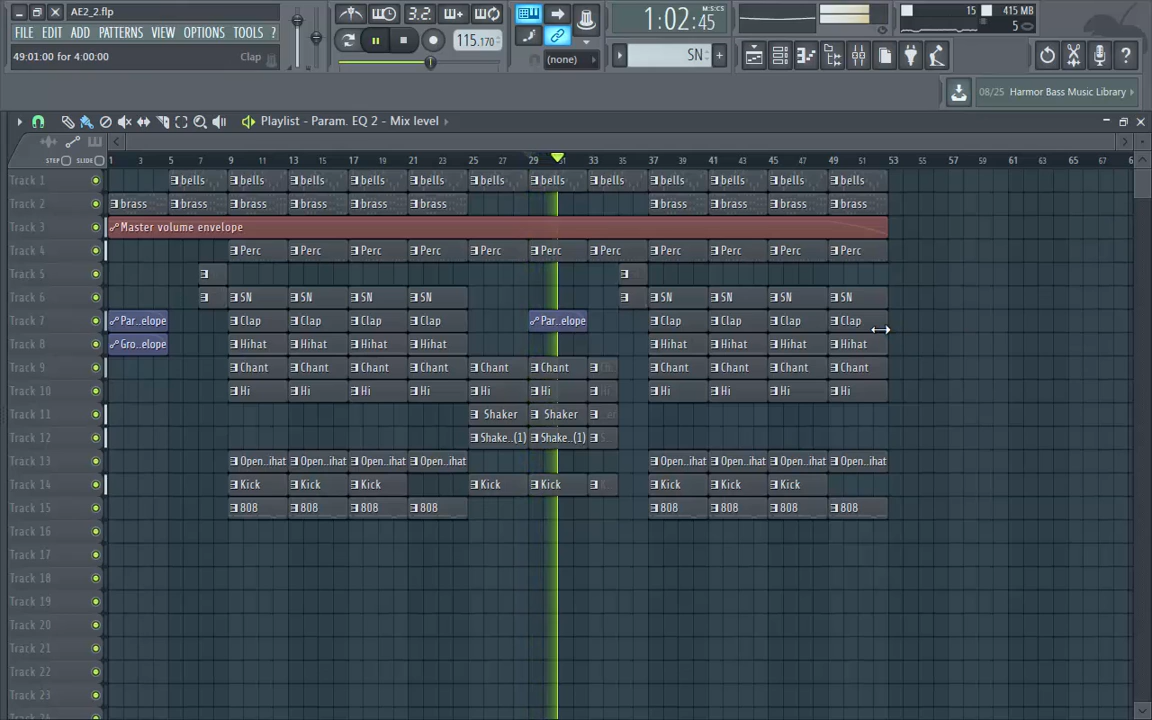 AE2_2.flp
FILE EDIT ADD PATTERNS VIEW OPTIONS TOOLS ?
49:01:00 for 4:00:00 Clap
3.2.
115.170
1:02:45
M:S:CS
15
415 MB
5
(none)
SN
08/25 Harmor Bass Music Library
Playlist - Param. EQ 2 - Mix level
STEP SLIDE
1 3 5 7 9 11 13 15 17 19 21 23 25 27 29 31 33 35 37 39 41 43 45 47 49 51 53 55 57 59 61 63 65 67
Track 1 bells bells bells bells bells bells bells bells bells bells bells bells
Track 2 brass brass brass brass brass brass brass brass brass brass
Track 3 Master volume envelope
Track 4 Perc Perc Perc Perc Perc Perc Perc Perc Perc Perc Perc
Track 5
Track 6 SN SN SN SN SN SN SN SN
Track 7 Par..elope Clap Clap Clap Clap Par..elope Clap Clap Clap Clap
Track 8 Gro..elope Hihat Hihat Hihat Hihat Hihat Hihat Hihat Hihat
Track 9 Chant Chant Chant Chant Chant Chant Chant Chant Chant Chant
Track 10 Hi Hi Hi Hi Hi Hi Hi Hi Hi Hi
Track 11 Shaker Shaker
Track 12 Shake..(1) Shake..(1)
Track 13 Open..ihat Open..ihat Open..ihat Open..ihat Open..ihat Open..ihat Open..ihat Open..ihat
Track 14 Kick Kick Kick Kick Kick Kick Kick Kick
Track 15 808 808 808 808 808 808 808 808
Track 16
Track 17
Track 18
Track 19
Track 20
Track 21
Track 22
Track 23